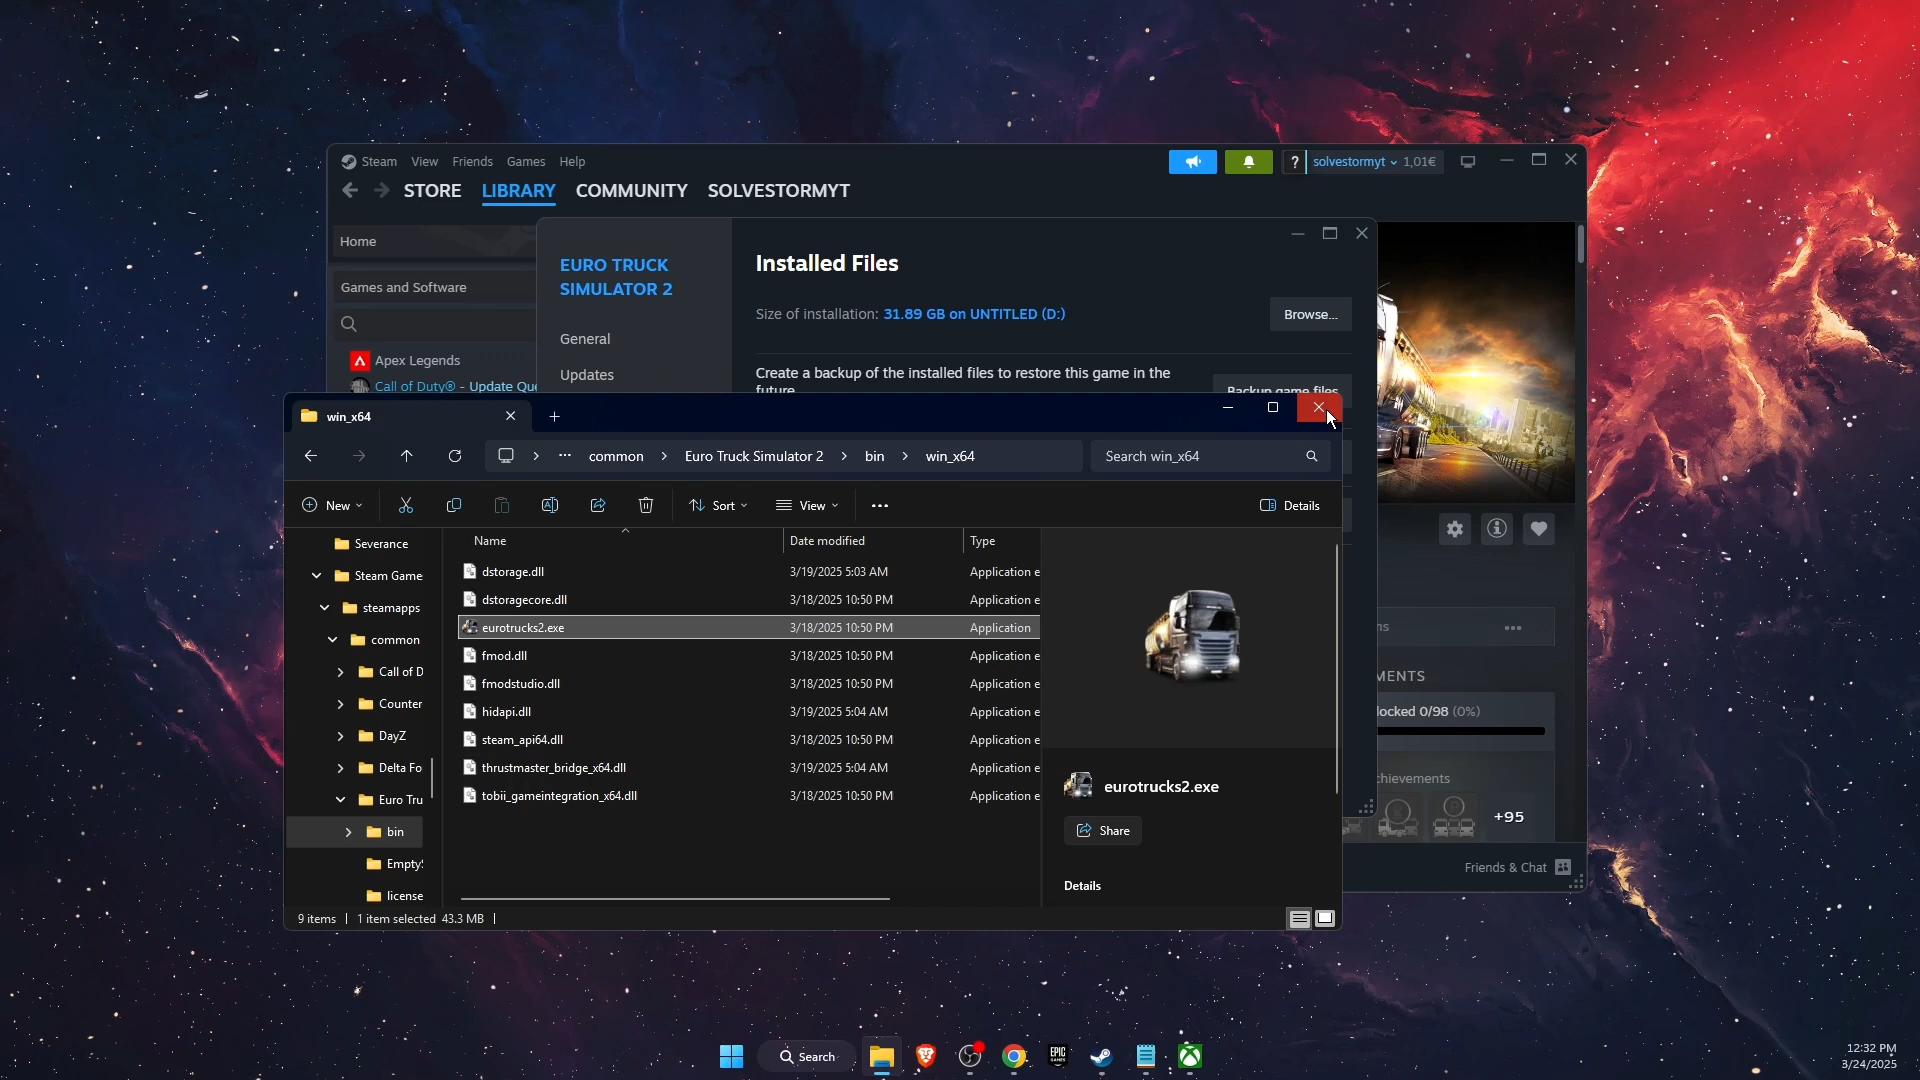 Steam View Friends Games Help
? solvestormyt 1,01€
STORE LIBRARY COMMUNITY SOLVESTORMYT
Home
Games and Software
Apex Legends
Call of Duty® - Update Que
EURO TRUCK
SIMULATOR 2
General
Updates
Installed Files
Size of installation: 31.89 GB on UNTITLED (D:)
Browse...
Create a backup of the installed files to restore this game in the
future
Backup game files
win_x64
common > Euro Truck Simulator 2 > bin > win_x64
Search win_x64
New
Sort
View
Details
Severance
Steam Game
steamapps
common
Call of D
Counter
DayZ
Delta Fo
Euro Tru
bin
Empty
license
Name Date modified Type
dstorage.dll 3/19/2025 5:03 AM Application e
dstoragecore.dll 3/18/2025 10:50 PM Application e
eurotrucks2.exe 3/18/2025 10:50 PM Application
fmod.dll 3/18/2025 10:50 PM Application e
fmodstudio.dll 3/18/2025 10:50 PM Application e
hidapi.dll 3/19/2025 5:04 AM Application e
steam_api64.dll 3/18/2025 10:50 PM Application e
thrustmaster_bridge_x64.dll 3/19/2025 5:04 AM Application e
tobii_gameintegration_x64.dll 3/18/2025 10:50 PM Application e
eurotrucks2.exe
Share
Details
9 items 1 item selected 43.3 MB
ns
MENTS
locked 0/98 (0%)
chievements
+95
Friends & Chat
Search
EPIC
GAMES
12:32 PM
3/24/2025